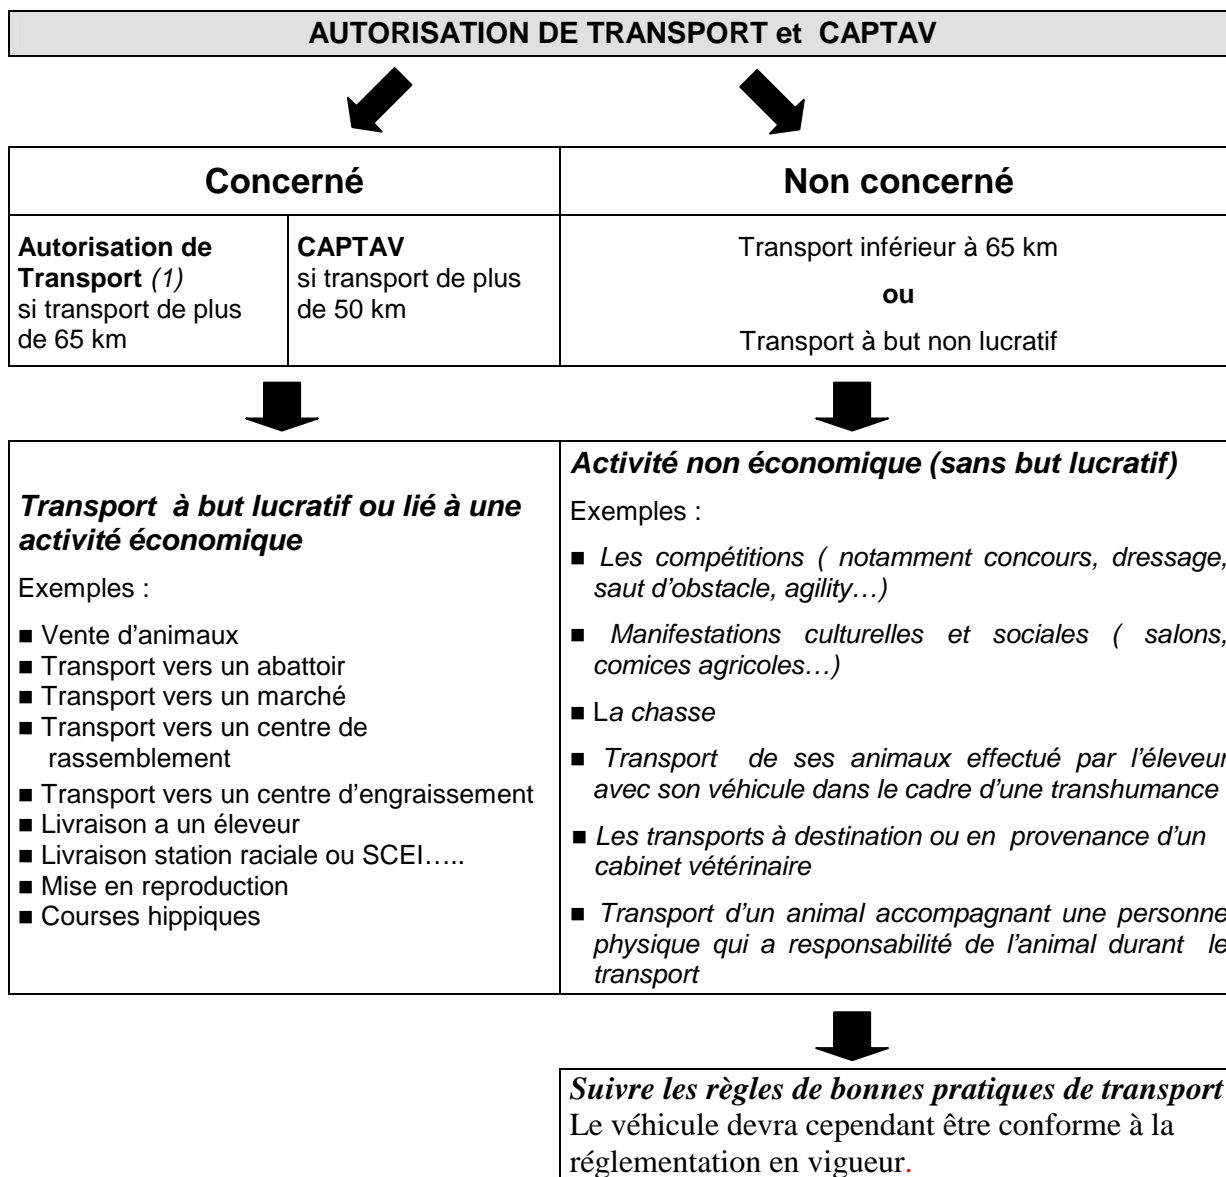 AUTORISATION DE TRANSPORT et CAPTAV
Concerné
Non concerné
Autorisation de
Transport (1)
si transport de plus
de 65 km
CAPTAV
si transport de plus
de 50 km
Transport inférieur à 65 km
ou
Transport à but non lucratif
Transport à but lucratif ou lié à une
activité économique
Exemples :
■ Vente d'animaux
■ Transport vers un abattoir
■ Transport vers un marché
■ Transport vers un centre de
rassemblement
■ Transport vers un centre d'engraissement
■ Livraison a un éleveur
■ Livraison station raciale ou SCEI…..
■ Mise en reproduction
■ Courses hippiques
Activité non économique (sans but lucratif)
Exemples :
■ Les compétitions ( notamment concours, dressage,
saut d'obstacle, agility…)
■ Manifestations culturelles et sociales ( salons,
comices agricoles…)
■ La chasse
■ Transport de ses animaux effectué par l'éleveur
avec son véhicule dans le cadre d'une transhumance
■ Les transports à destination ou en provenance d'un
cabinet vétérinaire
■ Transport d'un animal accompagnant une personne
physique qui a responsabilité de l'animal durant le
transport
Suivre les règles de bonnes pratiques de transport
Le véhicule devra cependant être conforme à la
réglementation en vigueur.